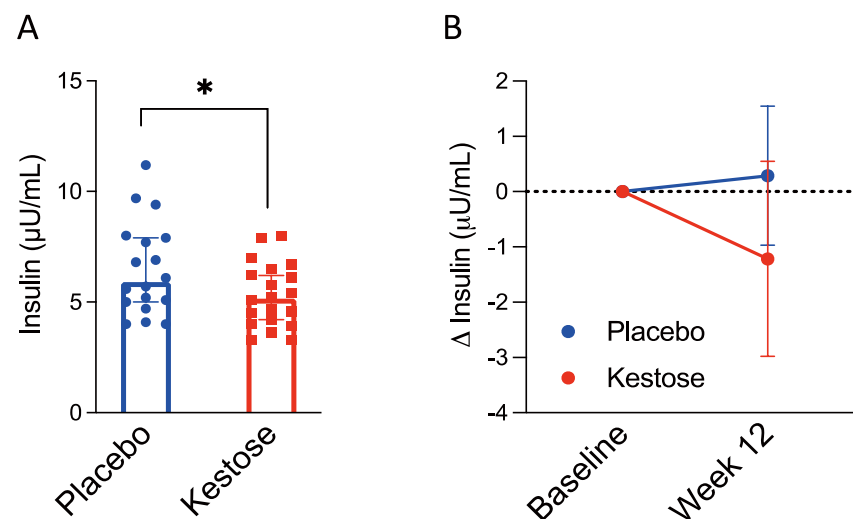 A
Insulin (µU/mL)
15
10
5
0
*
Placebo
Kestose
B
Δ Insulin (µU/mL)
2
1
0
-1
-2
-3
-4
Placebo
Kestose
Baseline
Week 12